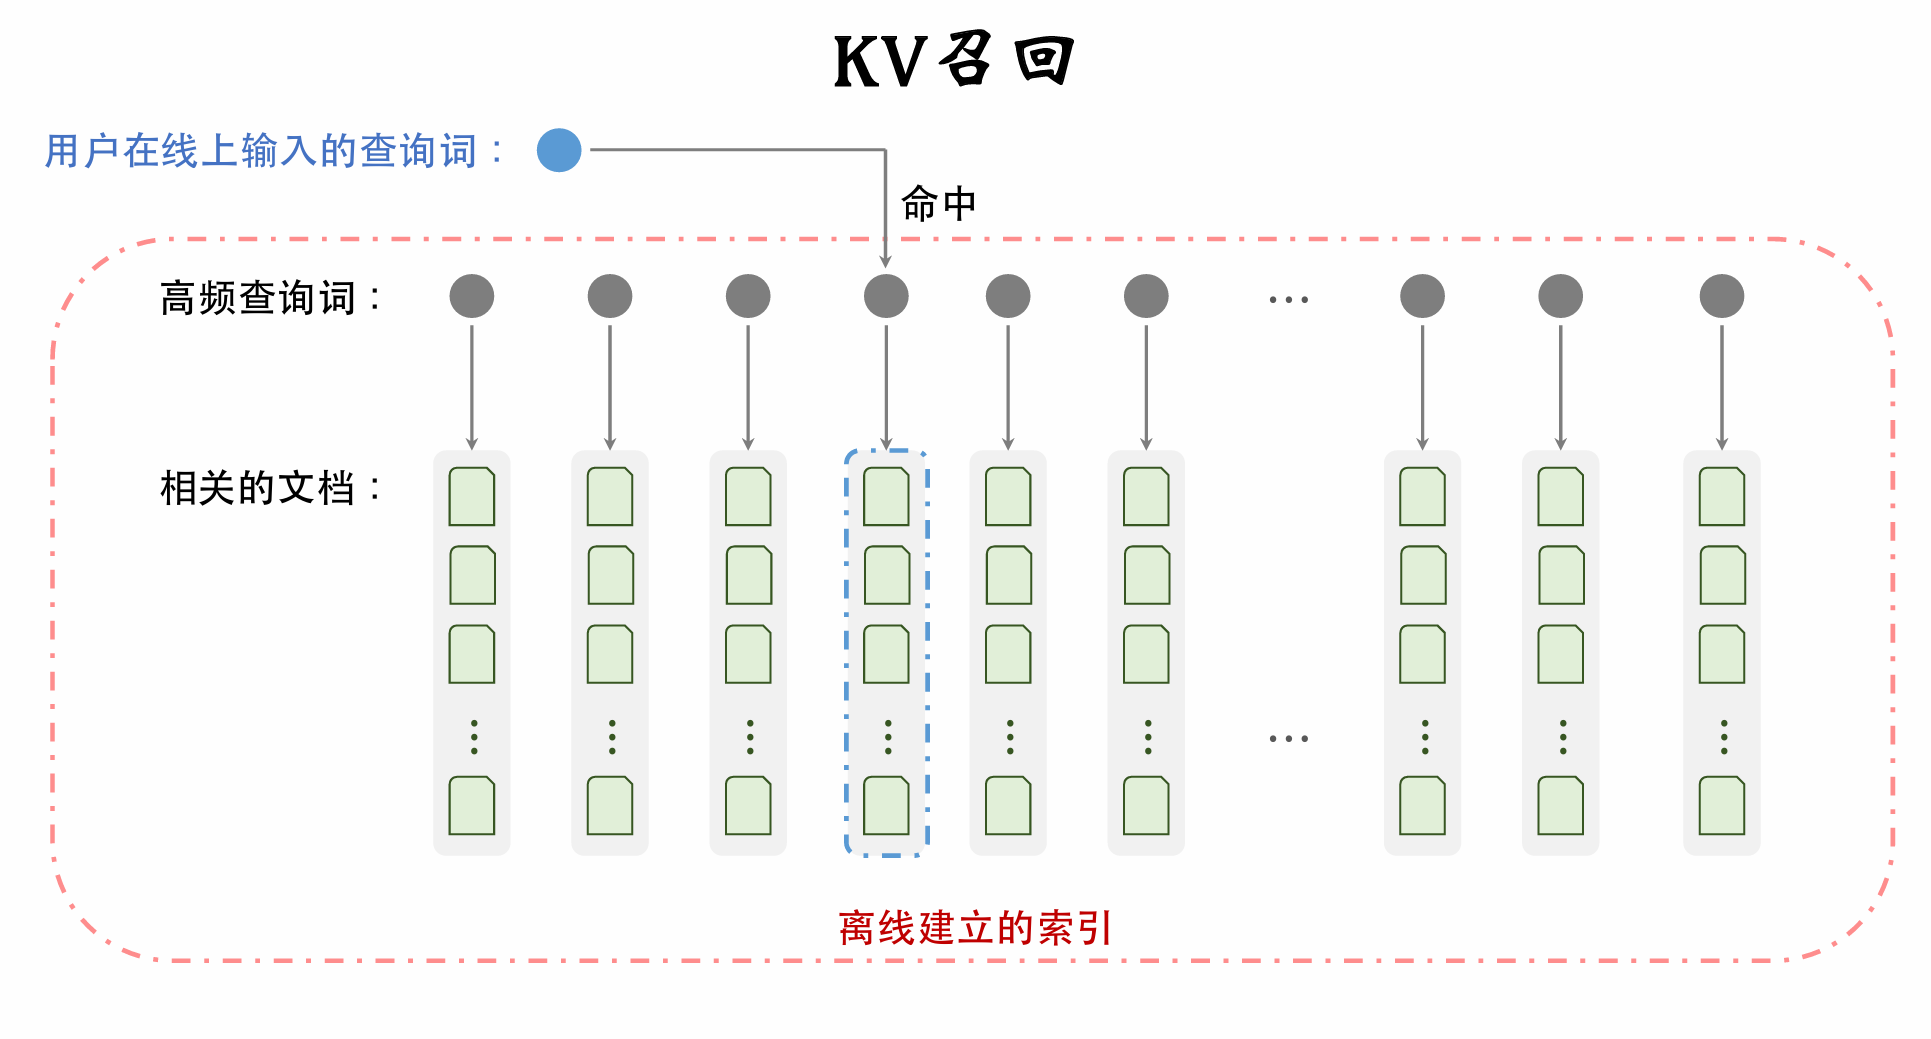 KV召回
用户在线上输入的查询词：
命中
高频查询词：
...
相关的文档：
...
离线建立的索引